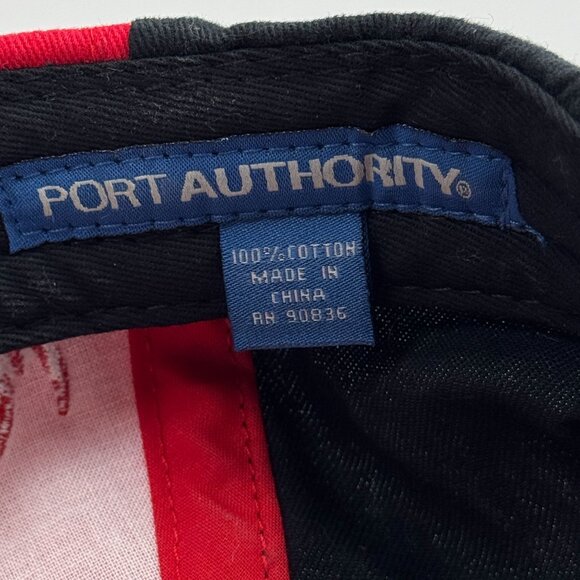 PORT AUTHORITY®
100% COTTON
MADE IN
CHINA
RN 90836